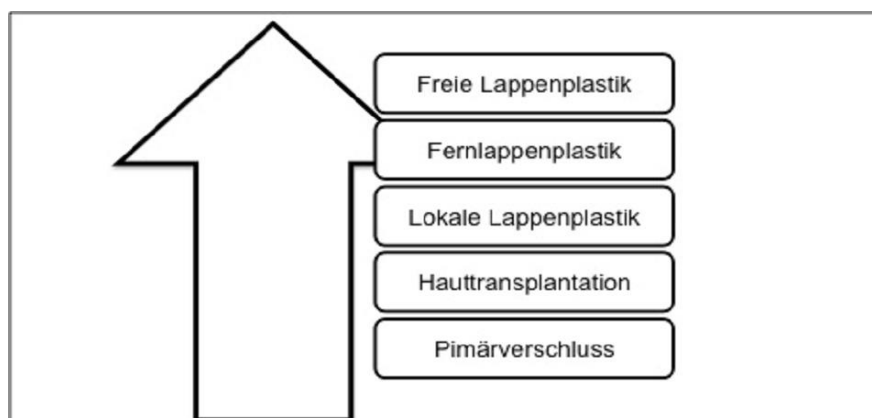 Freie Lappenplastik
Fernlappenplastik
Lokale Lappenplastik
Hauttransplantation
Pimärverschluss